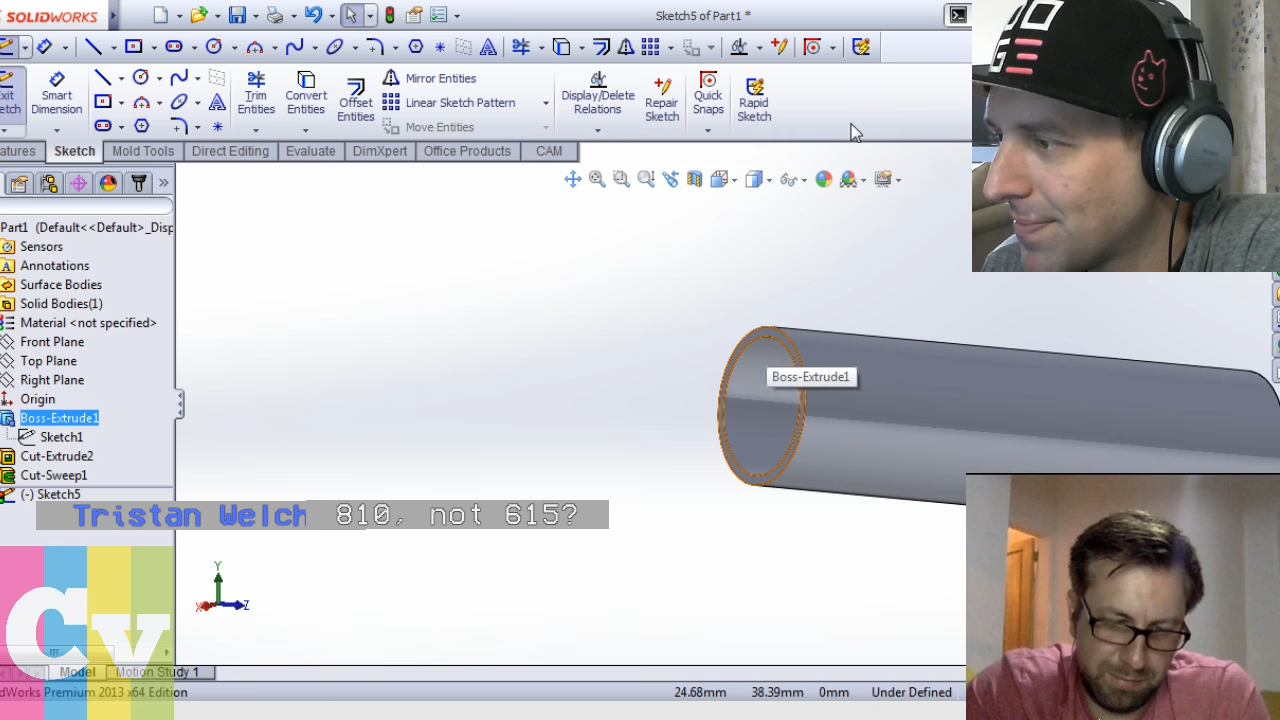 SOLIDWORKS
Sketch5 of Part1 *
Smart
Dimension
Trim
Entities
Convert
Entities
Offset
Entities
Mirror Entities
Linear Sketch Pattern
Move Entities
Display/Delete
Relations
Repair
Sketch
Quick
Snaps
Rapid
Sketch
Sketch
Mold Tools
Direct Editing
Evaluate
DimXpert
Office Products
CAM
Part1 (Default<<Default>_Disp
Sensors
Annotations
Surface Bodies
Solid Bodies(1)
Material <not specified>
Front Plane
Top Plane
Right Plane
Origin
Boss-Extrude1
Sketch1
Cut-Extrude2
Cut-Sweep1
(-) Sketch5
Boss-Extrude1
Tristan Welch 810, not 615?
Y
X
Z
CV
Model
Motion Study 1
dWorks Premium 2013 x64 Edition
24.68mm
38.39mm
0mm
Under Defined